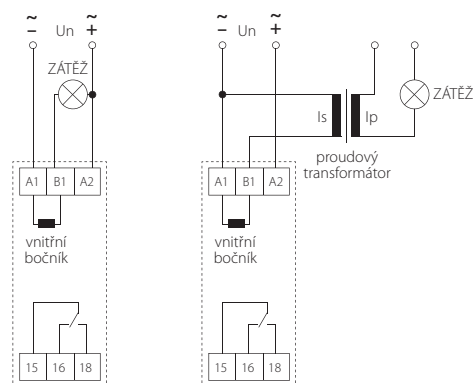 ~ Un ~
− +
ZÁTĚŽ
A1 B1 A2
vnitřní
bočník
15 16 18
~ Un ~
− +
Is Ip
ZÁTĚŽ
proudový
transformátor
A1 B1 A2
vnitřní
bočník
15 16 18